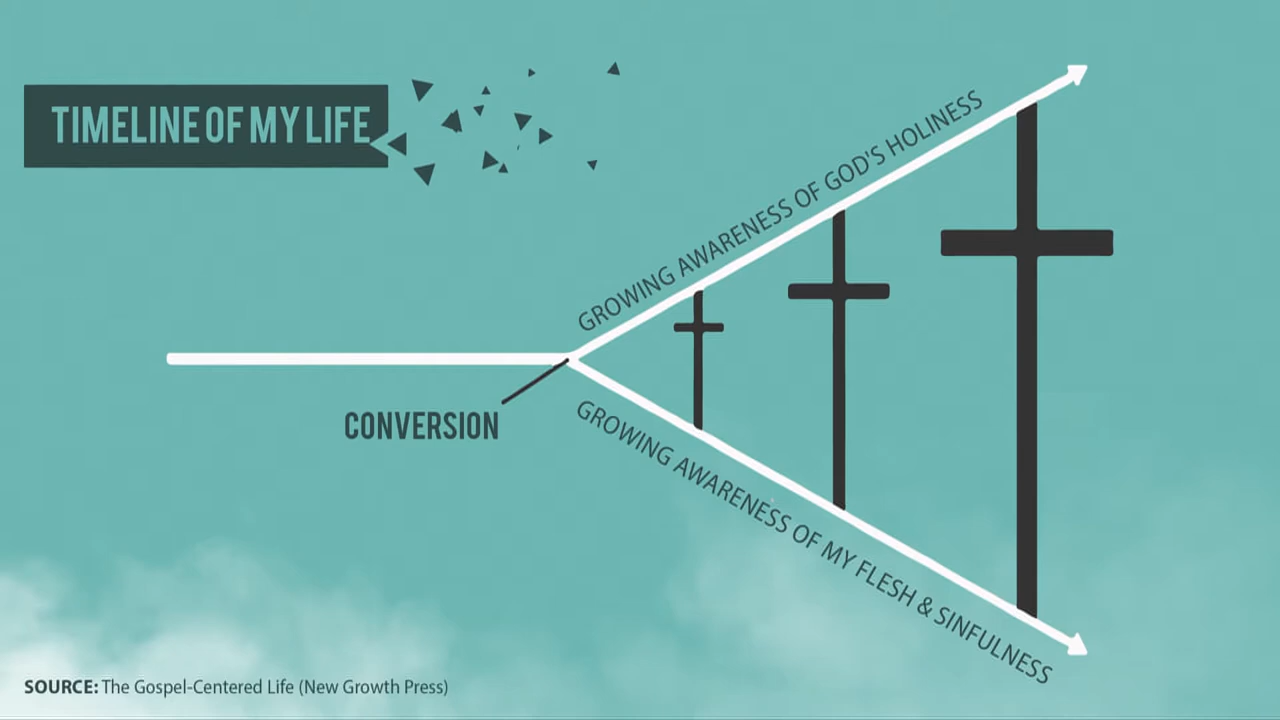 TIMELINE OF MY LIFE
GROWING AWARENESS OF GOD'S HOLINESS
CONVERSION
GROWING AWARENESS OF MY FLESH & SINFULNESS
SOURCE: The Gospel-Centered Life (New Growth Press)